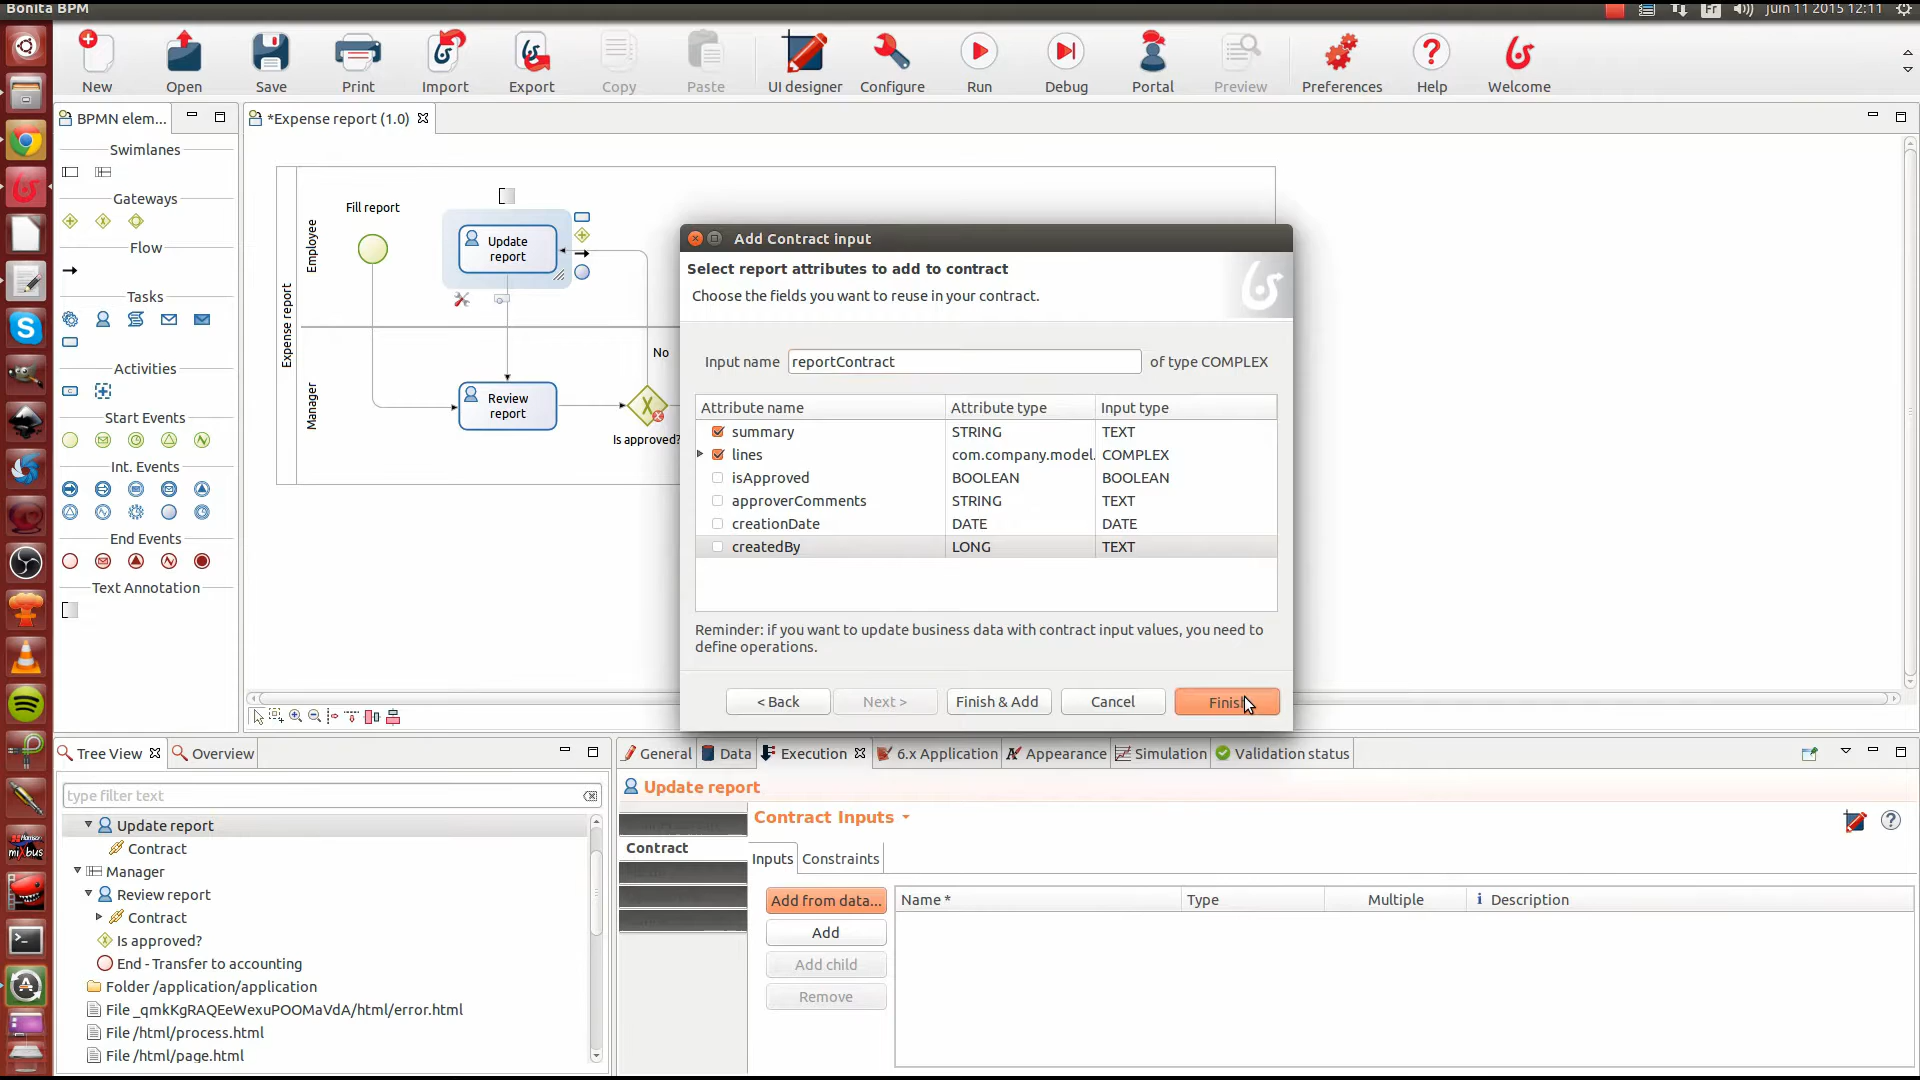 Bonita BPM
Fr
juin 11 2015 12:11
New
Open
Save
Print
Import
Export
Copy
Paste
UI designer
Configure
Run
Debug
Portal
Preview
Preferences
Help
Welcome
BPMN elem...
*Expense report (1.0)
Swimlanes
Gateways
Flow
Tasks
Activities
Start Events
Int. Events
End Events
Text Annotation
Expense report
Employee
Manager
Fill report
Update
report
Review
report
No
Is approved?
Add Contract input
Select report attributes to add to contract
Choose the fields you want to reuse in your contract.
Input name reportContract of type COMPLEX
Attribute name Attribute type Input type
summary STRING TEXT
lines com.company.model. COMPLEX
isApproved BOOLEAN BOOLEAN
approverComments STRING TEXT
creationDate DATE DATE
createdBy LONG TEXT
Reminder: if you want to update business data with contract input values, you need to
define operations.
< Back
Next >
Finish & Add
Cancel
Finish
Tree View
Overview
type filter text
Update report
Contract
Manager
Review report
Contract
Is approved?
End - Transfer to accounting
Folder /application/application
File _qmkKgRAQEeWexuPOOMaVdA/html/error.html
File /html/process.html
File /html/page.html
General
Data
Execution
6.x Application
Appearance
Simulation
Validation status
Update report
Contract
Contract Inputs
Inputs
Constraints
Add from data...
Add
Add child
Remove
Name *
Type
Multiple
Description